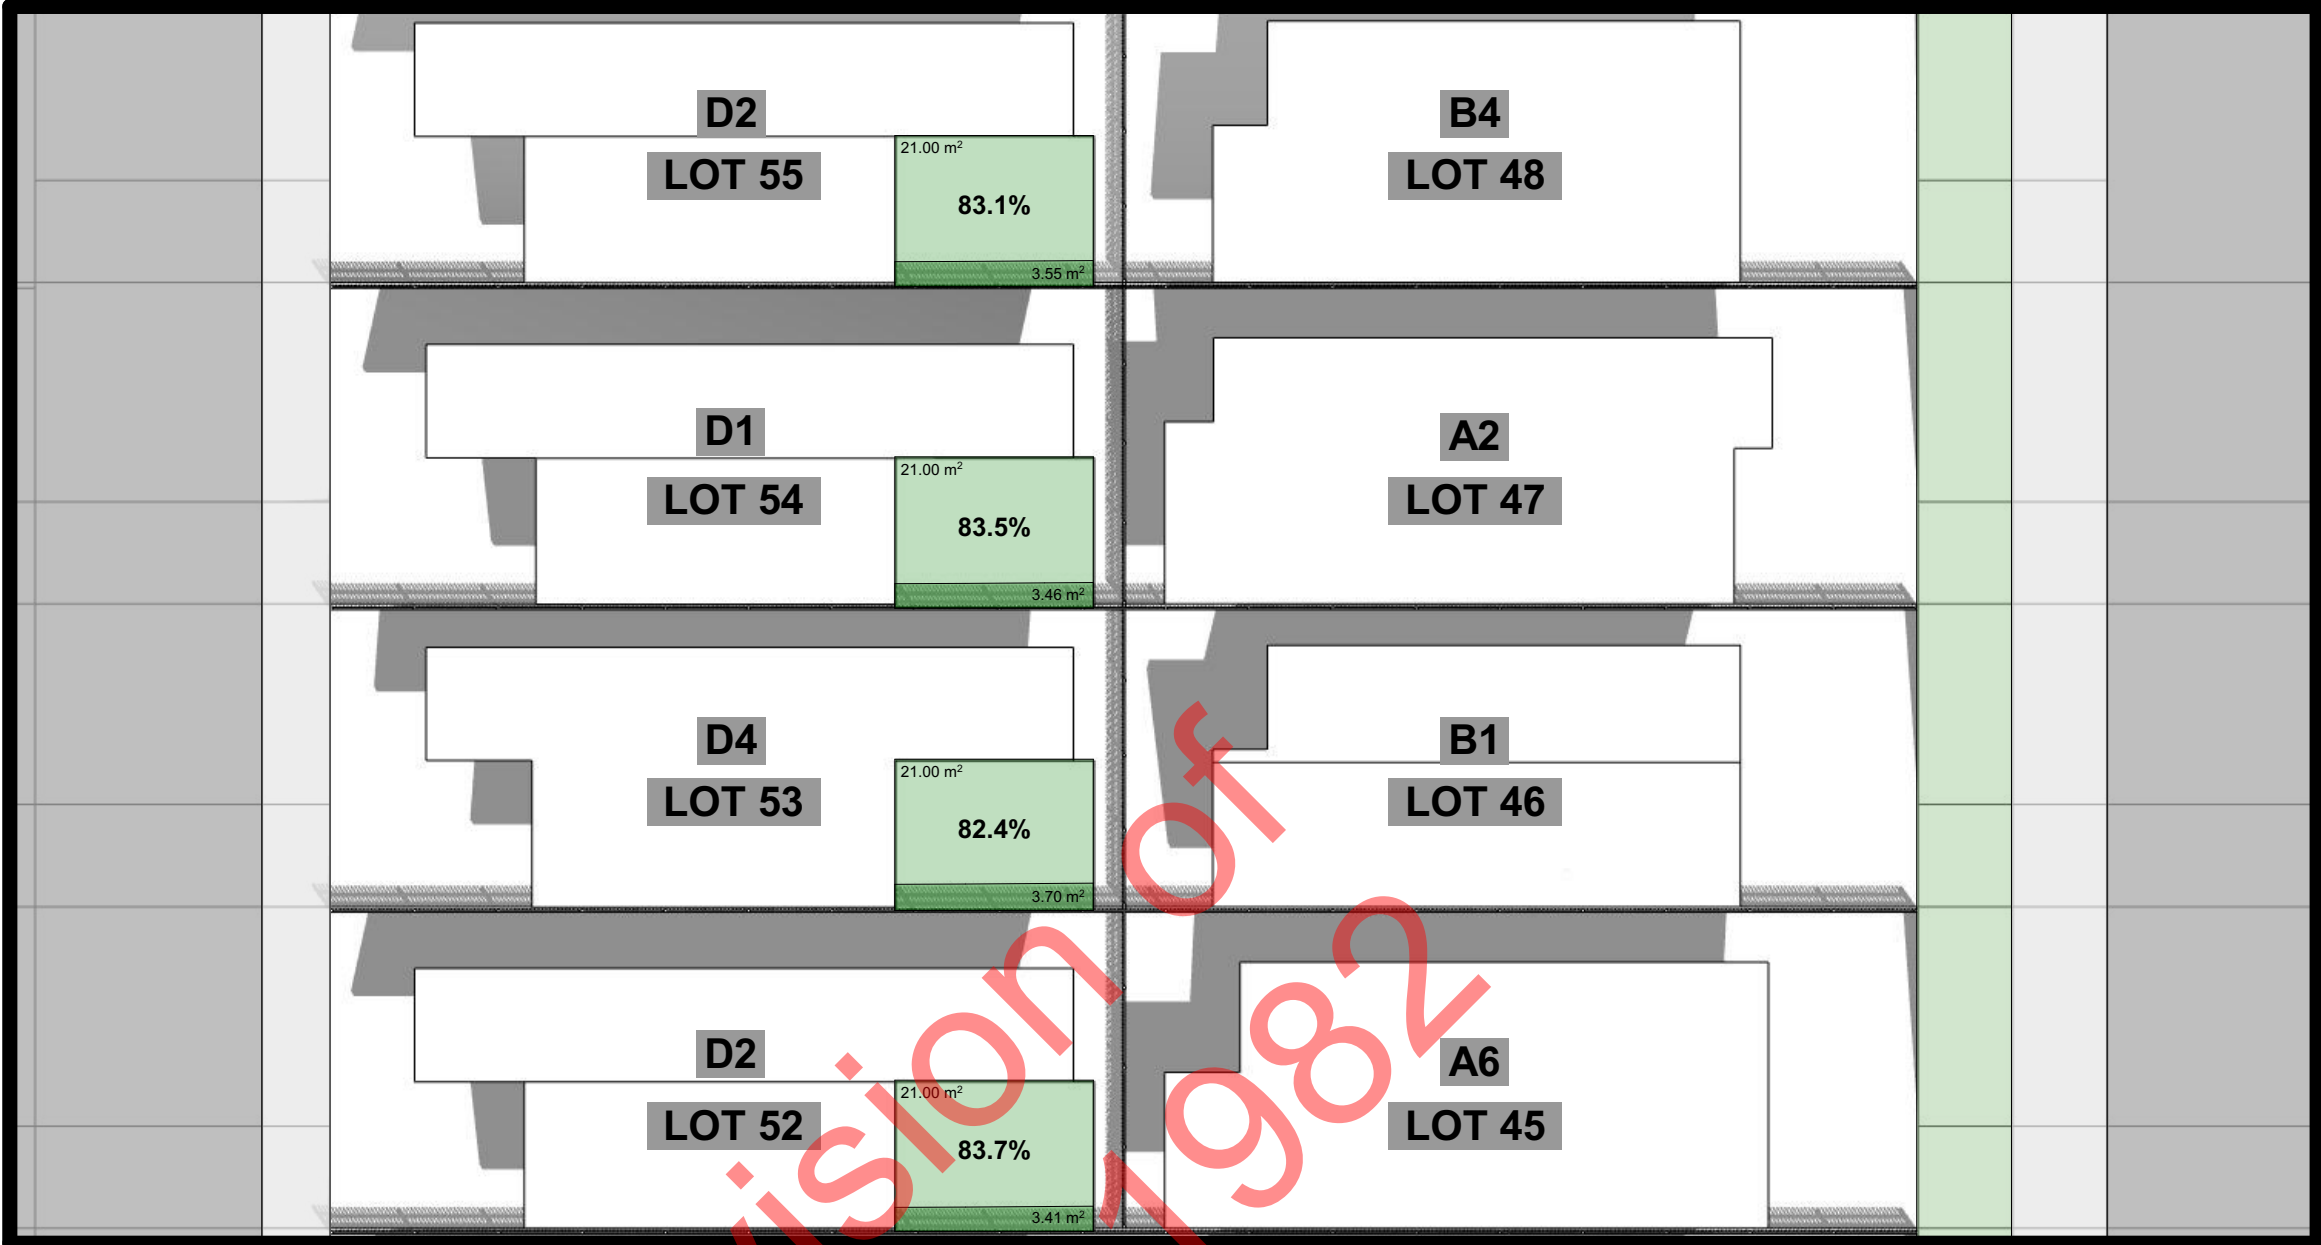 D2
LOT 55
21.00 m²
83.1%
3.55 m²
B4
LOT 48
D1
LOT 54
21.00 m²
83.5%
3.46 m²
A2
LOT 47
D4
LOT 53
21.00 m²
82.4%
3.70 m²
B1
LOT 46
D2
LOT 52
21.00 m²
83.7%
3.41 m²
A6
LOT 45
of
1982